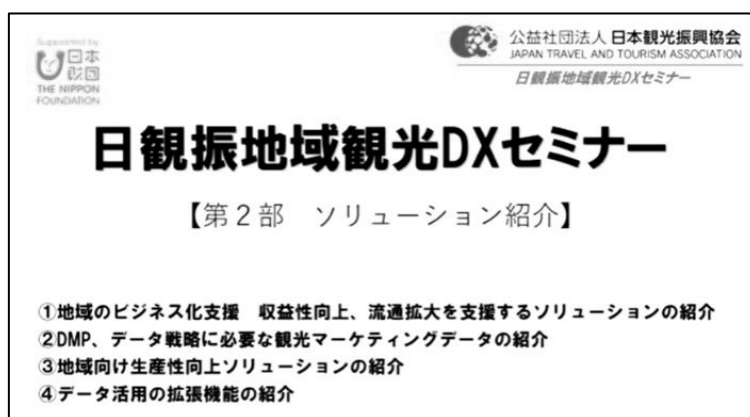 Supported by
日本
財団
THE NIPPON
FOUNDATION
公益社団法人 日本観光振興協会
JAPAN TRAVEL AND TOURISM ASSOCIATION
日観振地域観光DXセミナー
日観振地域観光DXセミナー
【第2部　ソリューション紹介】
①地域のビジネス化支援　収益性向上、流通拡大を支援するソリューションの紹介
②DMP、データ戦略に必要な観光マーケティングデータの紹介
③地域向け生産性向上ソリューションの紹介
④データ活用の拡張機能の紹介